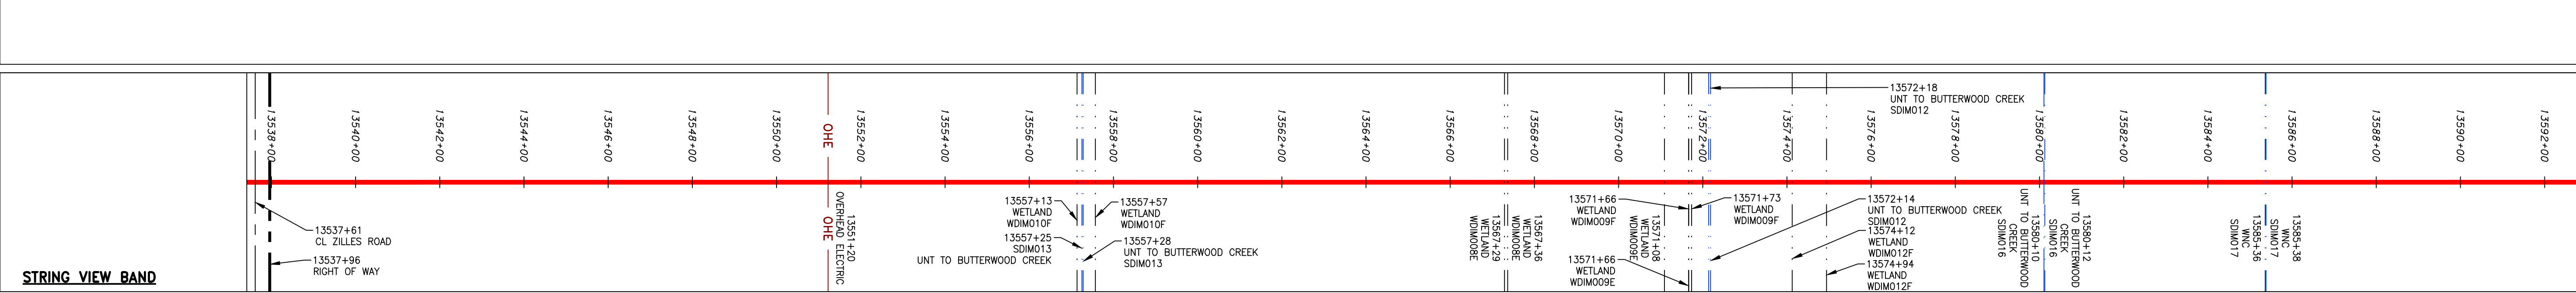 13538+00
13540+00
13542+00
13544+00
13546+00
13548+00
13550+00
OHE
13552+00
13554+00
13556+00
13558+00
13560+00
13562+00
13564+00
13566+00
13568+00
13570+00
13572+00
13572+18
UNT TO BUTTERWOOD CREEK
SDIM012
13574+00
13576+00
13578+00
13580+00
13582+00
13584+00
13586+00
13588+00
13590+00
13592+00
STRING VIEW BAND
13537+61
CL ZILLES ROAD
13537+96
RIGHT OF WAY
OHE
13551+20
OVERHEAD ELECTRIC
13557+13
WETLAND
WDIM010F
13557+25
SDIM013
UNT TO BUTTERWOOD CREEK
13557+57
WETLAND
WDIM010F
13557+28
UNT TO BUTTERWOOD CREEK
SDIM013
13567+29
WETLAND
WDIM008E
13567+36
WETLAND
WDIM008E
13571+66
WETLAND
WDIM009F
13571+08
WETLAND
WDIM009E
13571+66
WETLAND
WDIM009E
13571+73
WETLAND
WDIM009F
13572+14
UNT TO BUTTERWOOD CREEK
SDIM012
13574+12
WETLAND
WDIM012F
13574+94
WETLAND
WDIM012F
13580+10
UNT TO BUTTERWOOD
CREEK
SDIM016
13580+12
UNT TO BUTTERWOOD
CREEK
SDIM016
13585+36
WNC
SDIM017
13585+38
WNC
SDIM017